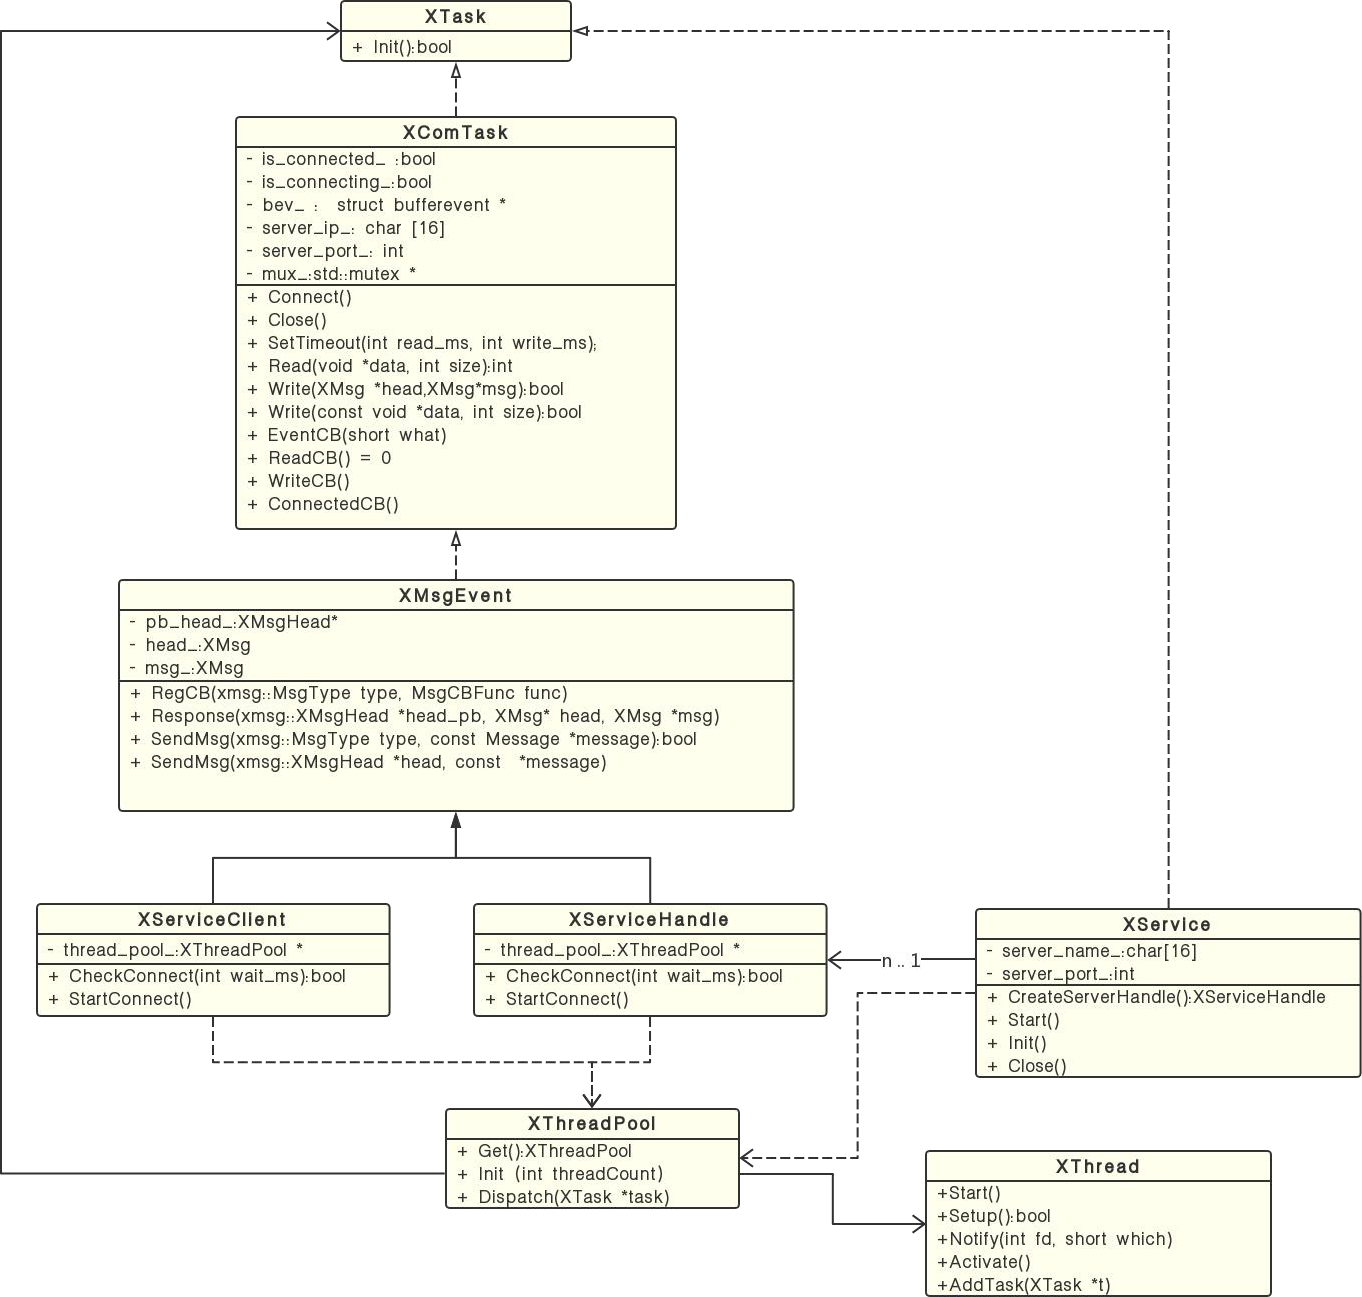 XTask
+ Init():bool
XComTask
- is_connected_ :bool
- is_connecting_:bool
- bev_ : struct bufferevent *
- server_ip_: char [16]
- server_port_: int
- mux_:std::mutex *
+ Connect()
+ Close()
+ SetTimeout(int read_ms, int write_ms);
+ Read(void *data, int size):int
+ Write(XMsg *head,XMsg*msg):bool
+ Write(const void *data, int size):bool
+ EventCB(short what)
+ ReadCB() = 0
+ WriteCB()
+ ConnectedCB()
XMsgEvent
- pb_head_:XMsgHead*
- head_:XMsg
- msg_:XMsg
+ RegCB(xmsg::MsgType type, MsgCBFunc func)
+ Response(xmsg::XMsgHead *head_pb, XMsg* head, XMsg *msg)
+ SendMsg(xmsg::MsgType type, const Message *message):bool
+ SendMsg(xmsg::XMsgHead *head, const *message)
XServiceClient
- thread_pool_:XThreadPool *
+ CheckConnect(int wait_ms):bool
+ StartConnect()
XServiceHandle
- thread_pool_:XThreadPool *
+ CheckConnect(int wait_ms):bool
+ StartConnect()
n .. 1
XService
- server_name_:char[16]
- server_port_:int
+ CreateServerHandle():XServiceHandle
+ Start()
+ Init()
+ Close()
XThreadPool
+ Get():XThreadPool
+ Init (int threadCount)
+ Dispatch(XTask *task)
XThread
+Start()
+Setup():bool
+Notify(int fd, short which)
+Activate()
+AddTask(XTask *t)